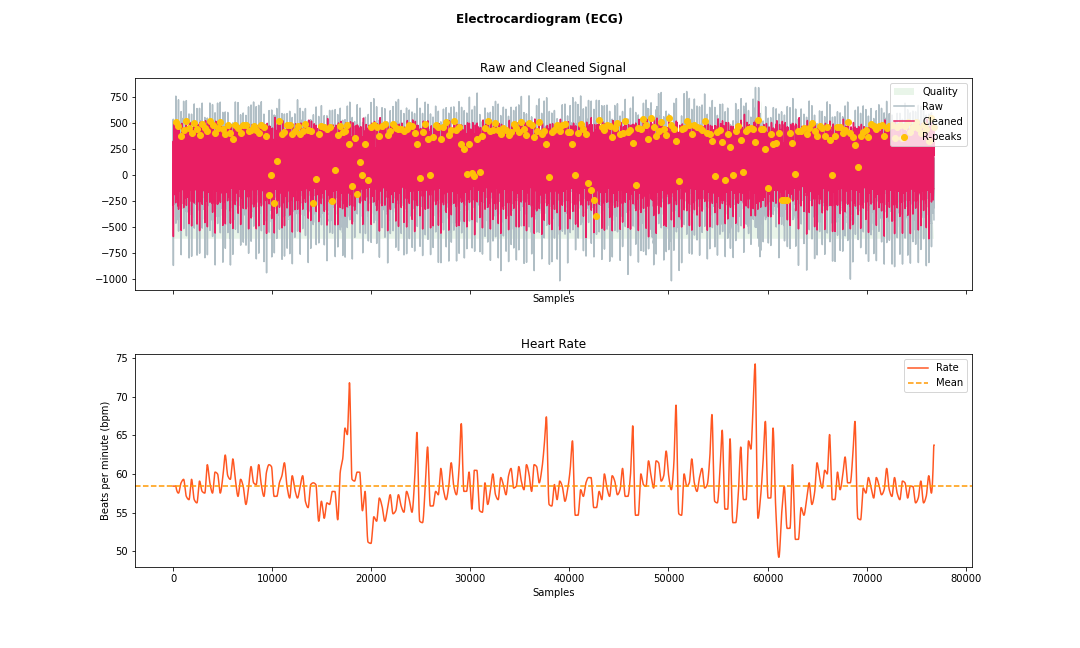 Electrocardiogram (ECG)
Raw and Cleaned Signal
750
500
250
0
−250
−500
−750
−1000
Quality
Raw
Cleaned
R-peaks
Samples
Heart Rate
75
70
65
60
55
50
Beats per minute (bpm)
Rate
Mean
0 10000 20000 30000 40000 50000 60000 70000 80000
Samples